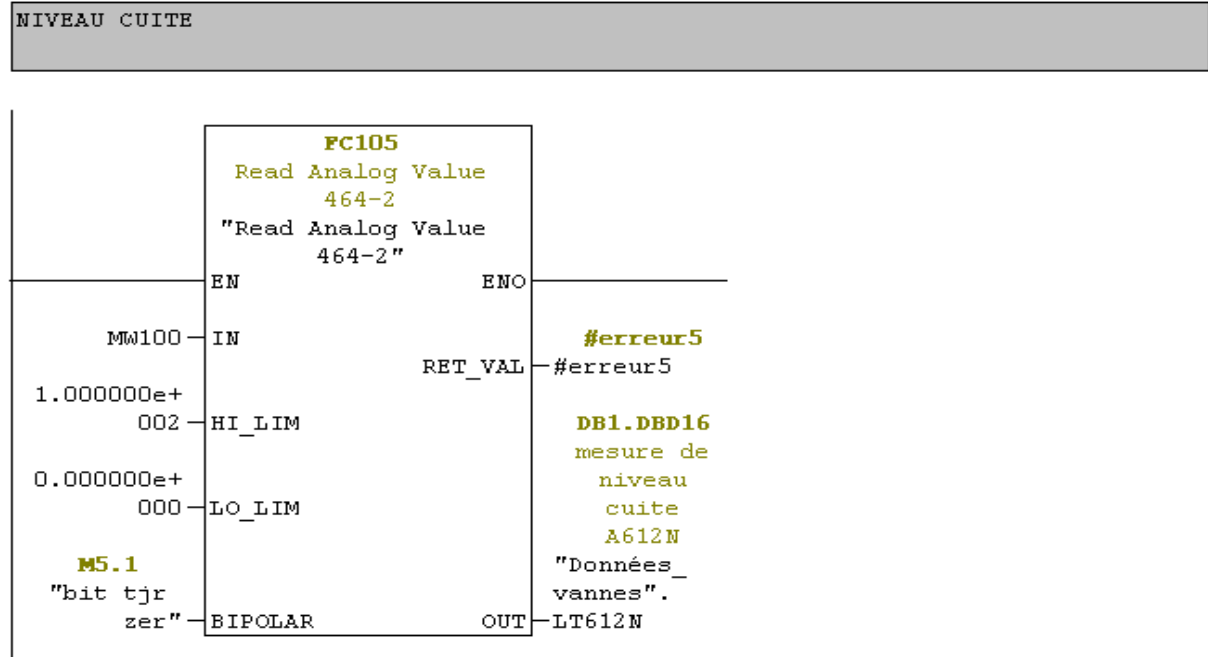 NIVEAU CUITE
FC105
Read Analog Value
464-2
"Read Analog Value
464-2"
EN
ENO
MW100
IN
#erreur5
RET_VAL
#erreur5
1.000000e+
002
HI_LIM
DB1.DBD16
mesure de
niveau
cuite
A612N
0.000000e+
000
LO_LIM
M5.1
"bit tjr
zer"
BIPOLAR
"Données_
vannes".
OUT
LT612N